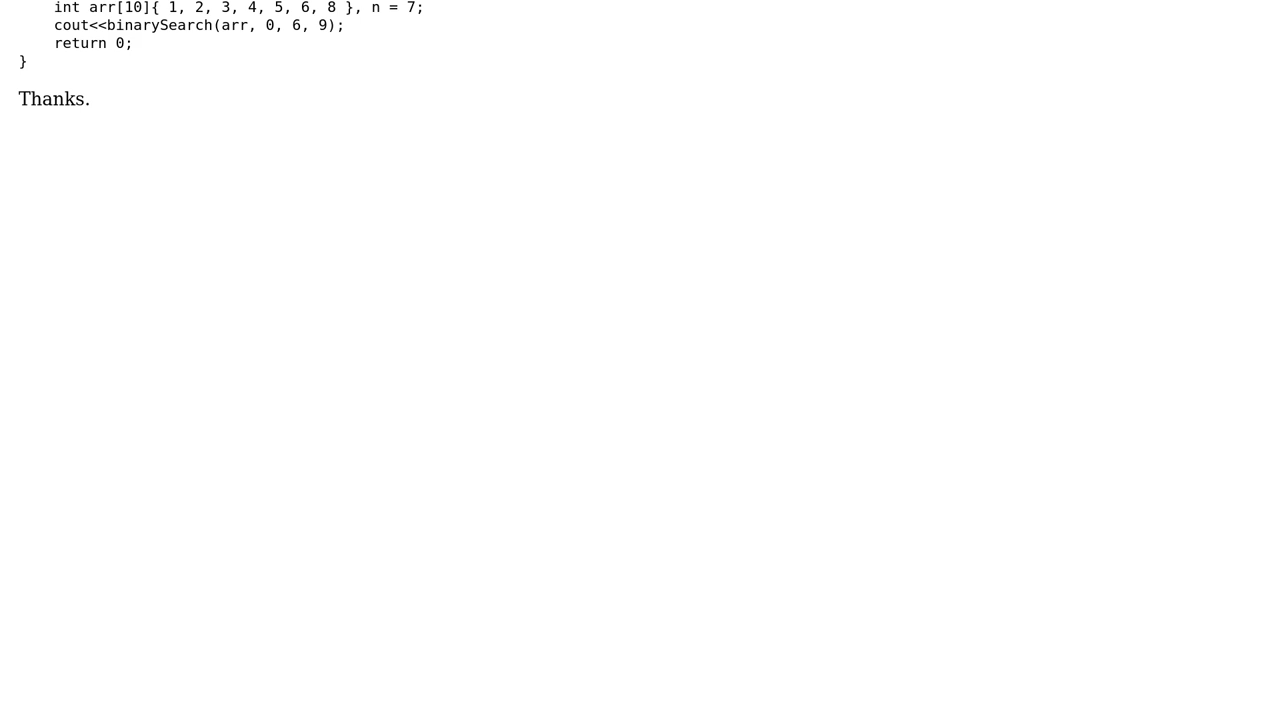 int arr[10]{ 1, 2, 3, 4, 5, 6, 8 }, n = 7;
cout<<binarySearch(arr, 0, 6, 9);
return 0;
}
Thanks.